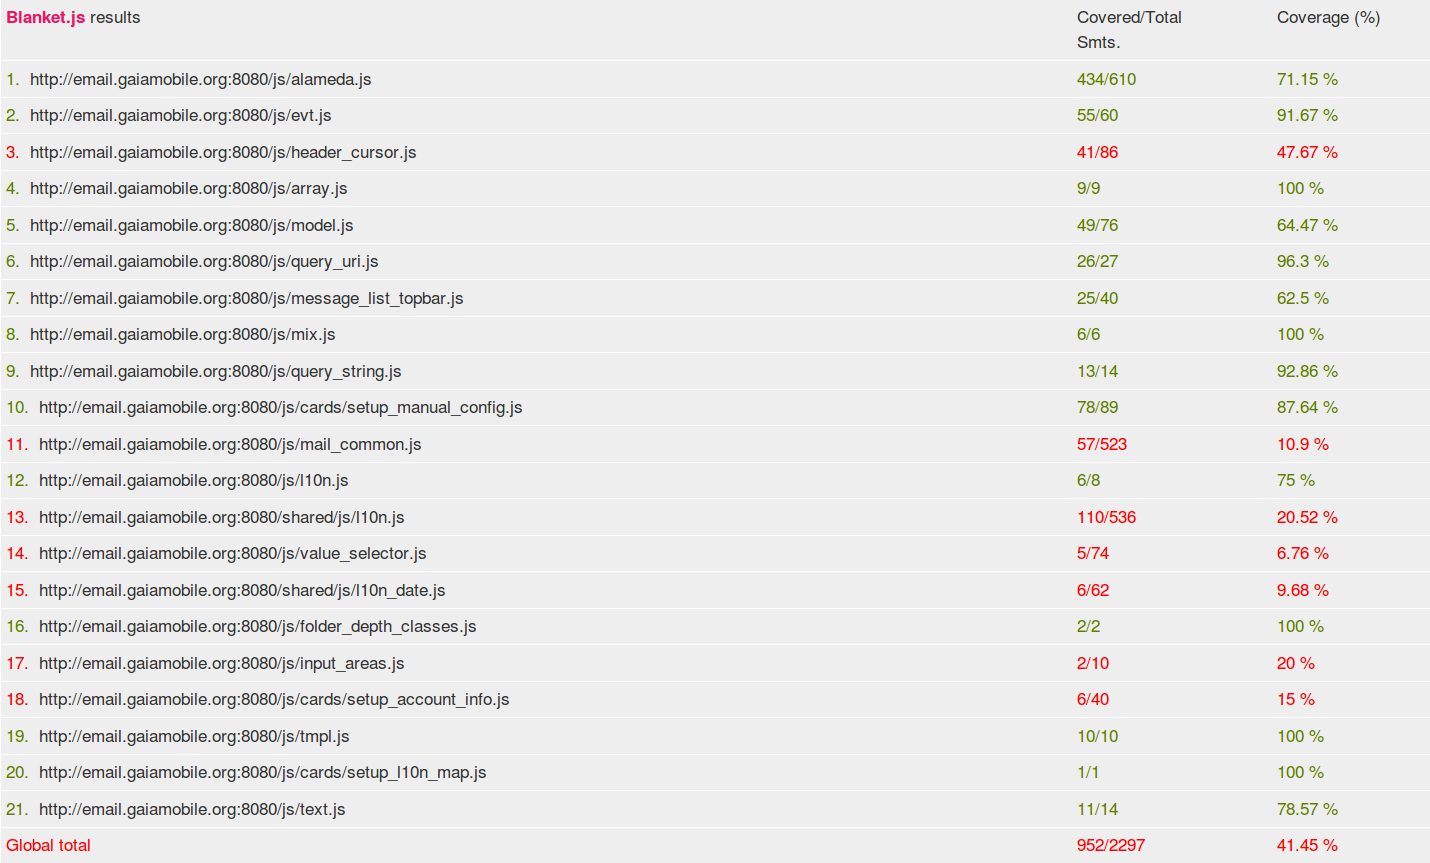 Blanket.js results Covered/Total Smts. Coverage (%)
1. http://email.gaiamobile.org:8080/js/alameda.js 434/610 71.15 %
2. http://email.gaiamobile.org:8080/js/evt.js 55/60 91.67 %
3. http://email.gaiamobile.org:8080/js/header_cursor.js 41/86 47.67 %
4. http://email.gaiamobile.org:8080/js/array.js 9/9 100 %
5. http://email.gaiamobile.org:8080/js/model.js 49/76 64.47 %
6. http://email.gaiamobile.org:8080/js/query_uri.js 26/27 96.3 %
7. http://email.gaiamobile.org:8080/js/message_list_topbar.js 25/40 62.5 %
8. http://email.gaiamobile.org:8080/js/mix.js 6/6 100 %
9. http://email.gaiamobile.org:8080/js/query_string.js 13/14 92.86 %
10. http://email.gaiamobile.org:8080/js/cards/setup_manual_config.js 78/89 87.64 %
11. http://email.gaiamobile.org:8080/js/mail_common.js 57/523 10.9 %
12. http://email.gaiamobile.org:8080/js/l10n.js 6/8 75 %
13. http://email.gaiamobile.org:8080/shared/js/l10n.js 110/536 20.52 %
14. http://email.gaiamobile.org:8080/js/value_selector.js 5/74 6.76 %
15. http://email.gaiamobile.org:8080/shared/js/l10n_date.js 6/62 9.68 %
16. http://email.gaiamobile.org:8080/js/folder_depth_classes.js 2/2 100 %
17. http://email.gaiamobile.org:8080/js/input_areas.js 2/10 20 %
18. http://email.gaiamobile.org:8080/js/cards/setup_account_info.js 6/40 15 %
19. http://email.gaiamobile.org:8080/js/tmpl.js 10/10 100 %
20. http://email.gaiamobile.org:8080/js/cards/setup_l10n_map.js 1/1 100 %
21. http://email.gaiamobile.org:8080/js/text.js 11/14 78.57 %
Global total 952/2297 41.45 %